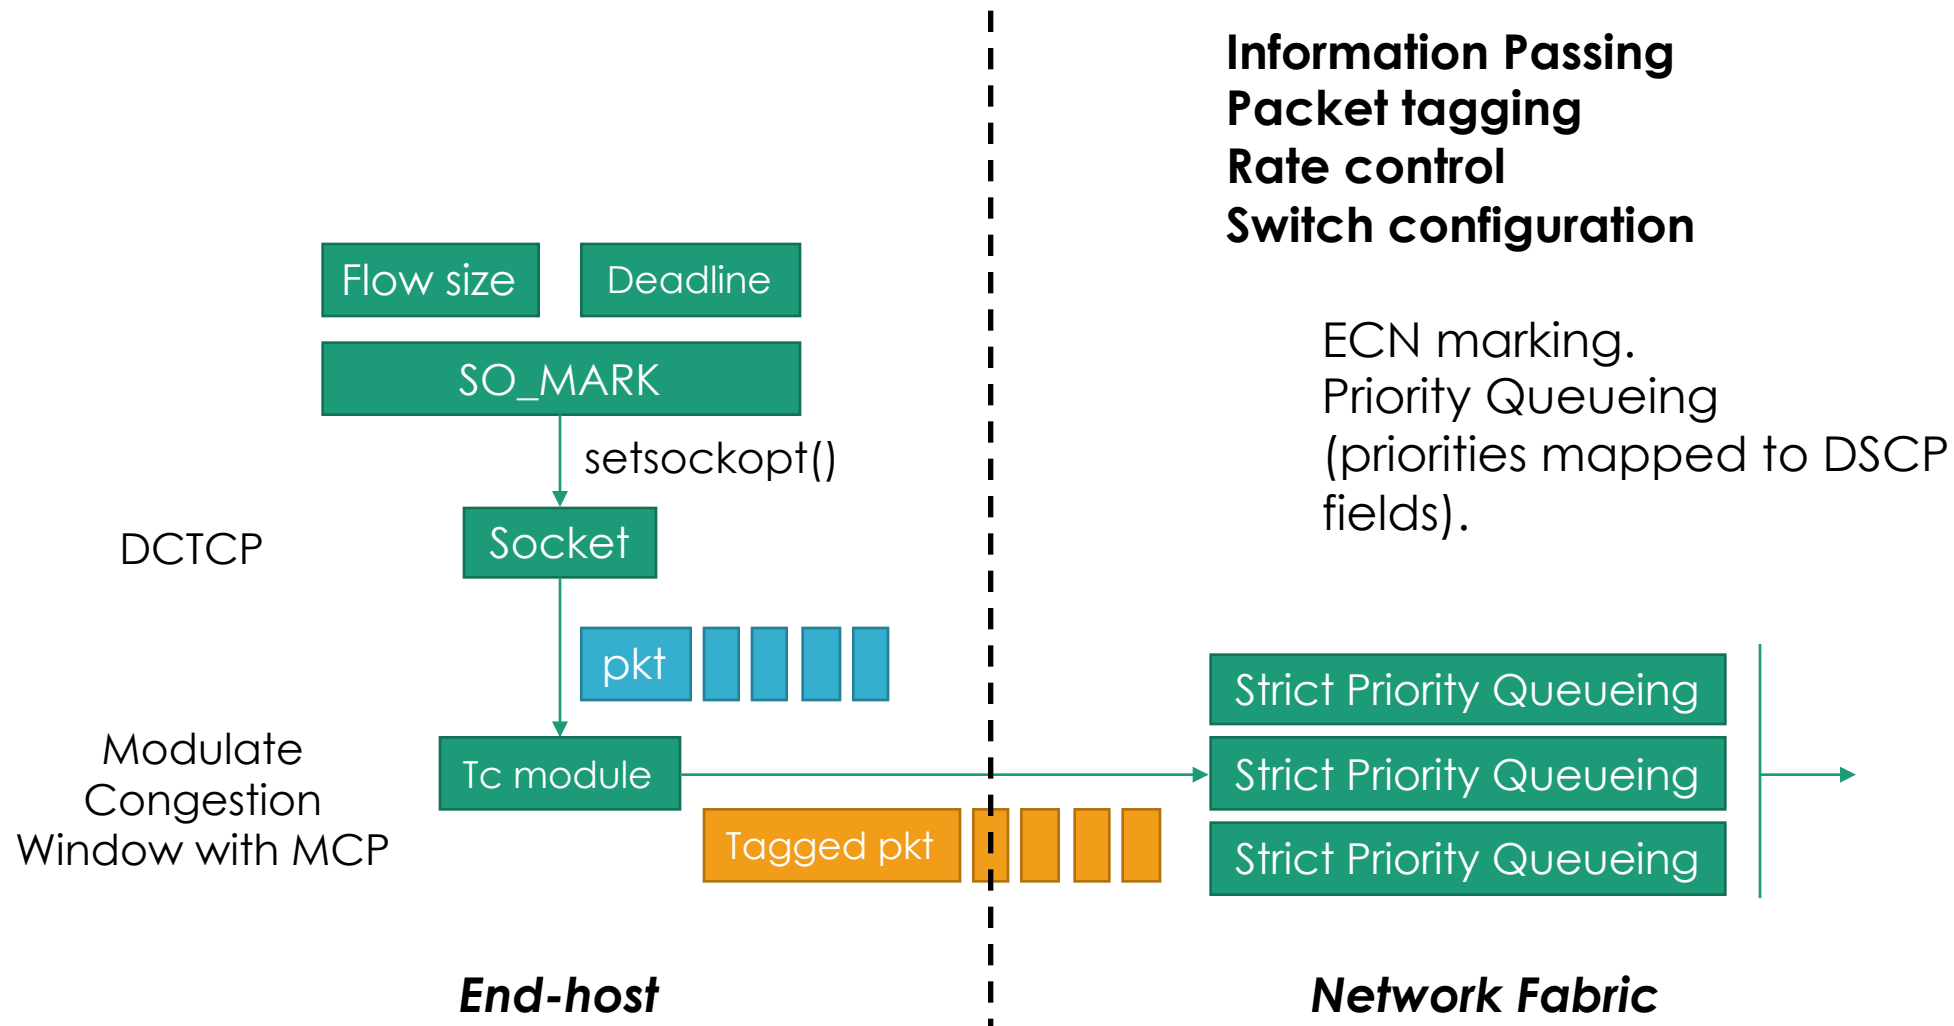 Information Passing
Packet tagging
Rate control
Switch configuration
Flow size
Deadline
SO_MARK
setsockopt()
ECN marking.
Priority Queueing
(priorities mapped to DSCP
fields).
DCTCP
Socket
pkt
Modulate
Congestion
Window with MCP
Tc module
Tagged pkt
Strict Priority Queueing
Strict Priority Queueing
Strict Priority Queueing
End-host
Network Fabric